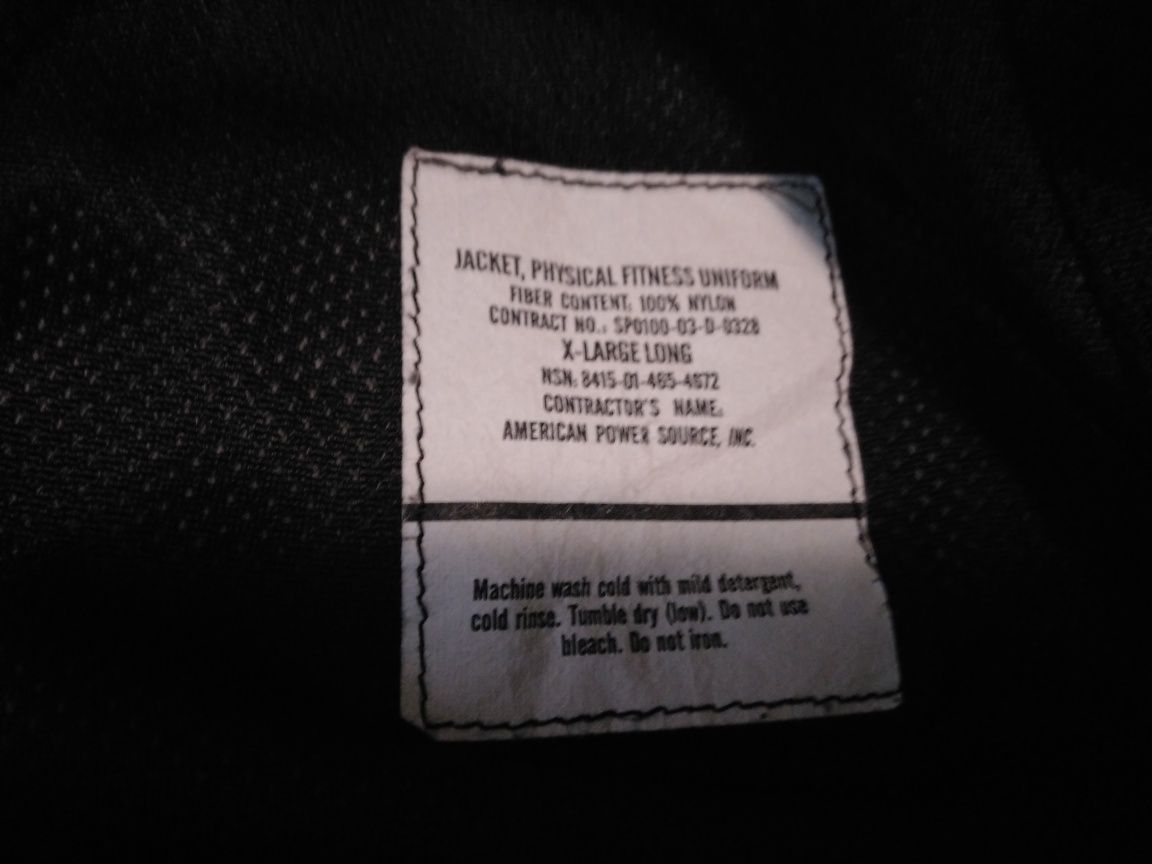 JACKET, PHYSICAL FITNESS UNIFORM
FIBER CONTENT: 100% NYLON
CONTRACT NO.: SP0100-03-D-0328
X-LARGE LONG
NSN: 8415-01-465-4872
CONTRACTOR'S NAME:
AMERICAN POWER SOURCE, INC.
Machine wash cold with mild detergent,
cold rinse. Tumble dry (low). Do not use
bleach. Do not iron.